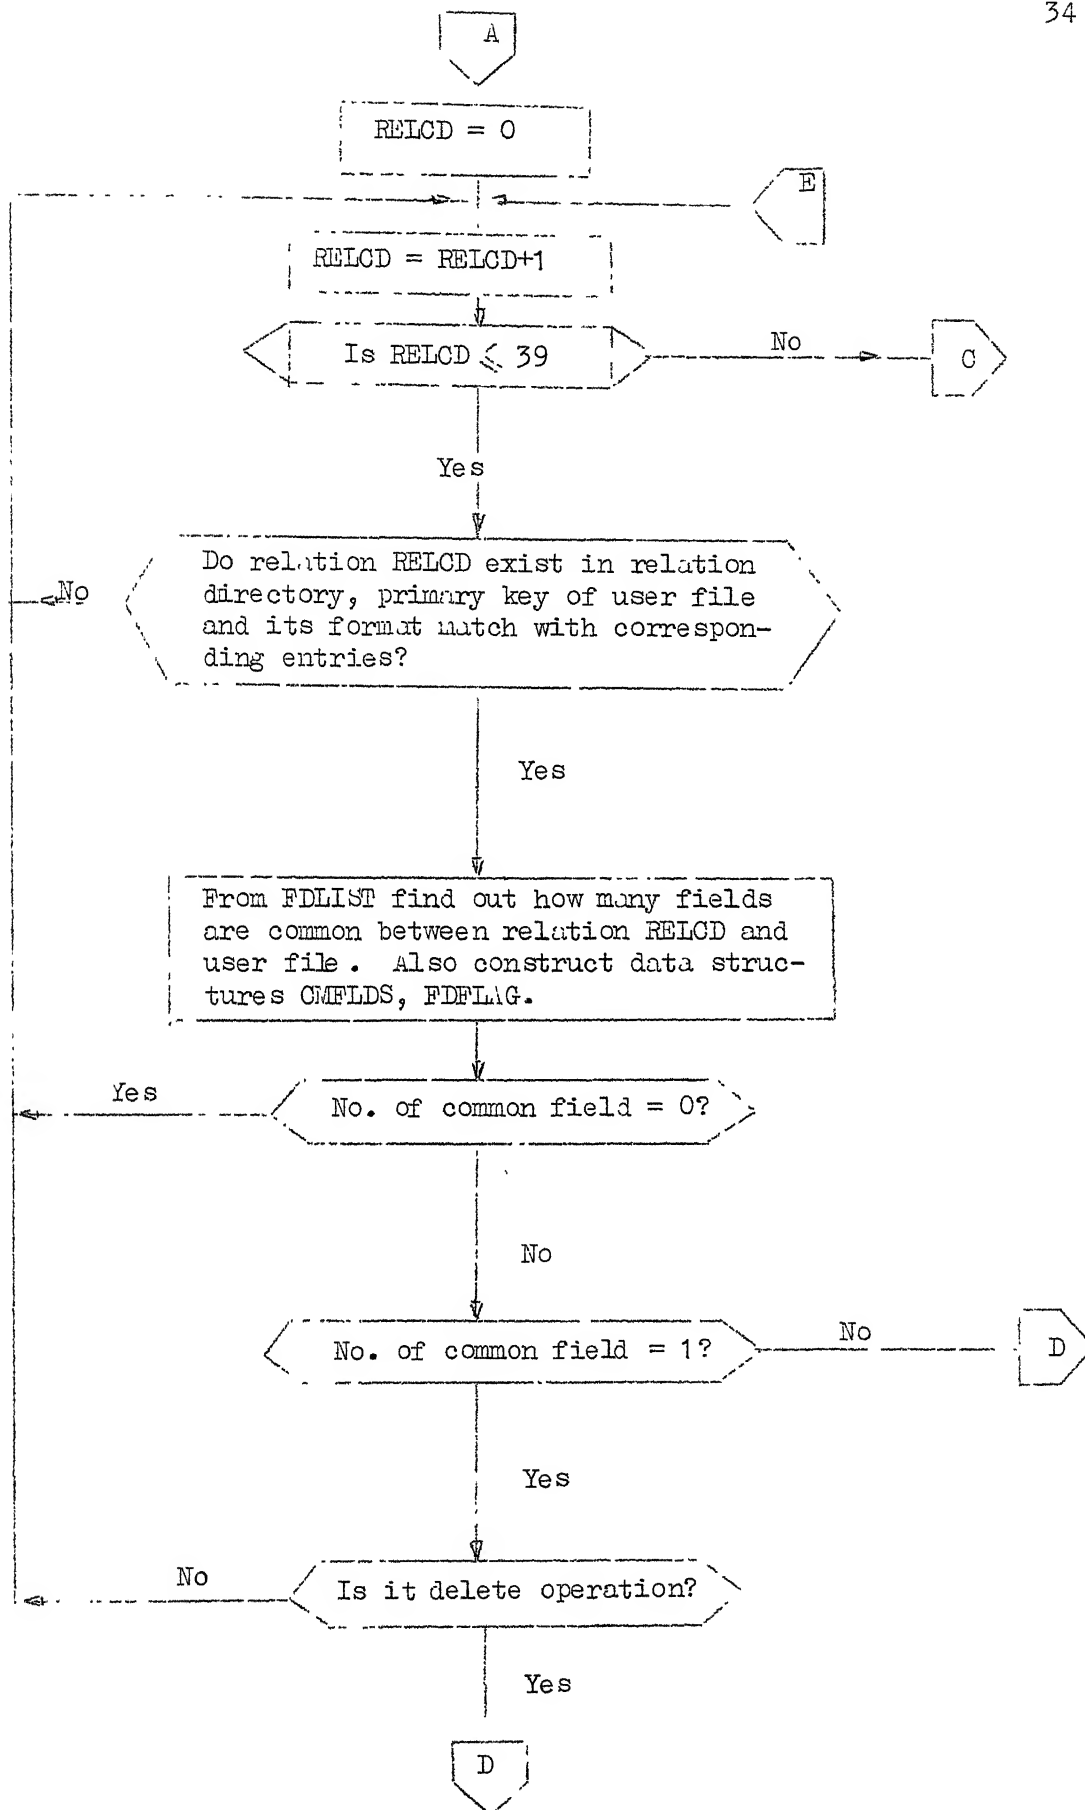 34
A
RELCD = 0
E
RELCD = RELCD+1
Is RELCD ≤ 39
No
C
Yes
Do relation RELCD exist in relation
directory, primary key of user file
and its format match with correspon-
ding entries?
No
Yes
From FDLIST find out how many fields
are common between relation RELCD and
user file. Also construct data struc-
tures CMFLDS, FDFLAG.
Yes
No. of common field = 0?
No
No. of common field = 1?
No
D
Yes
No
Is it delete operation?
Yes
D